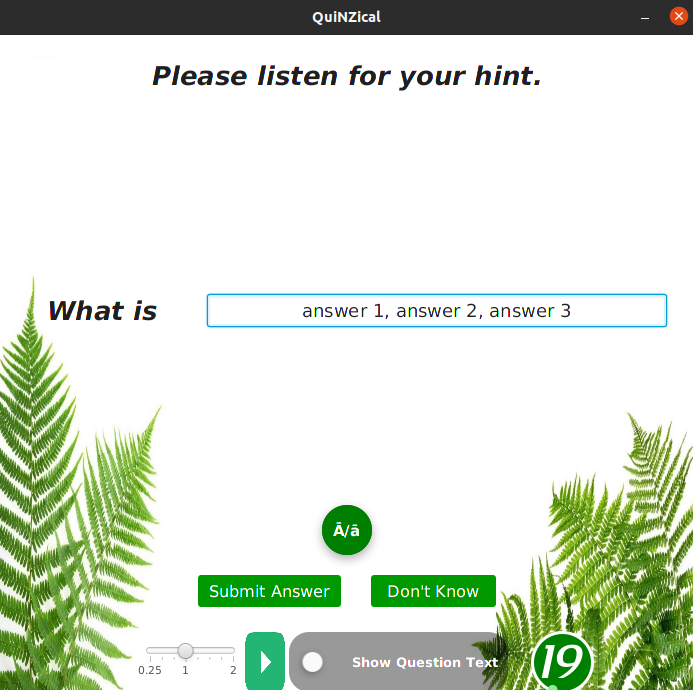 QuiNZical
Please listen for your hint.
What is answer 1, answer 2, answer 3
Ā/ā
Submit Answer Don't Know
0.25 1 2
Show Question Text
19